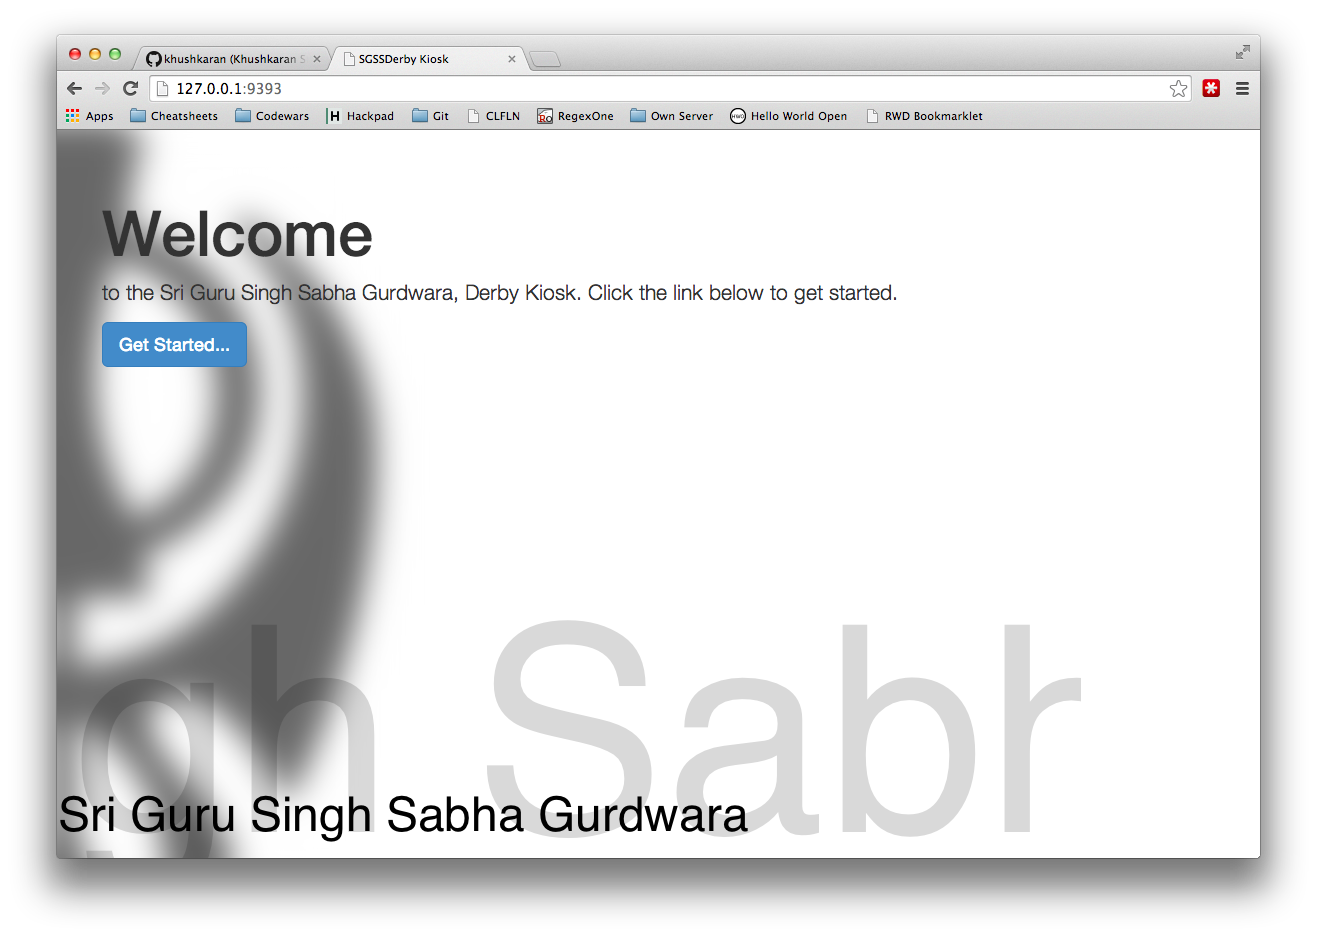 khushkaran (Khushkaran S
SGSSDerby Kiosk
127.0.0.1:9393
Apps Cheatsheets Codewars Hackpad Git CLFLN RegexOne Own Server Hello World Open RWD Bookmarklet
Welcome
to the Sri Guru Singh Sabha Gurdwara, Derby Kiosk. Click the link below to get started.
Get Started...
gh Sab
Sri Guru Singh Sabha Gurdwara